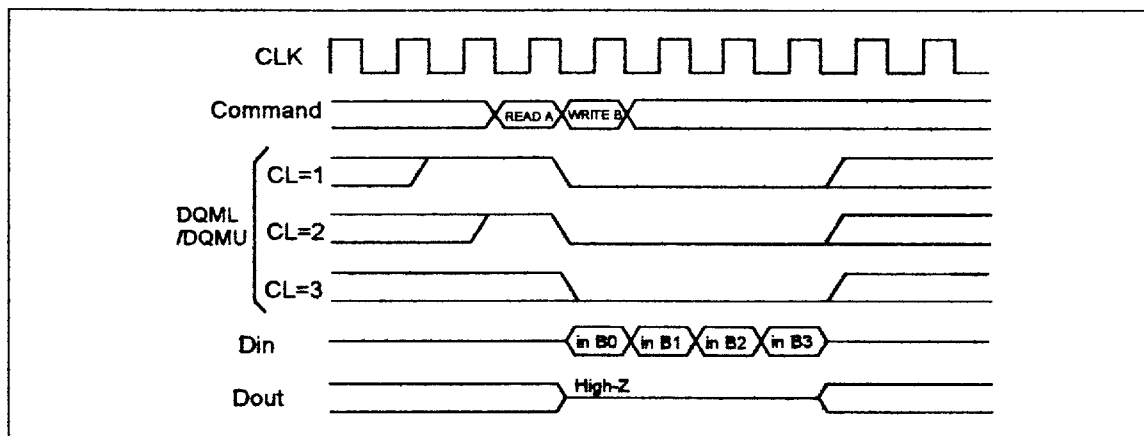 CLK
Command
READ A
WRITE B
CL=1
DQML
/DQMU
CL=2
CL=3
Din
in B0
in B1
in B2
in B3
High-Z
Dout